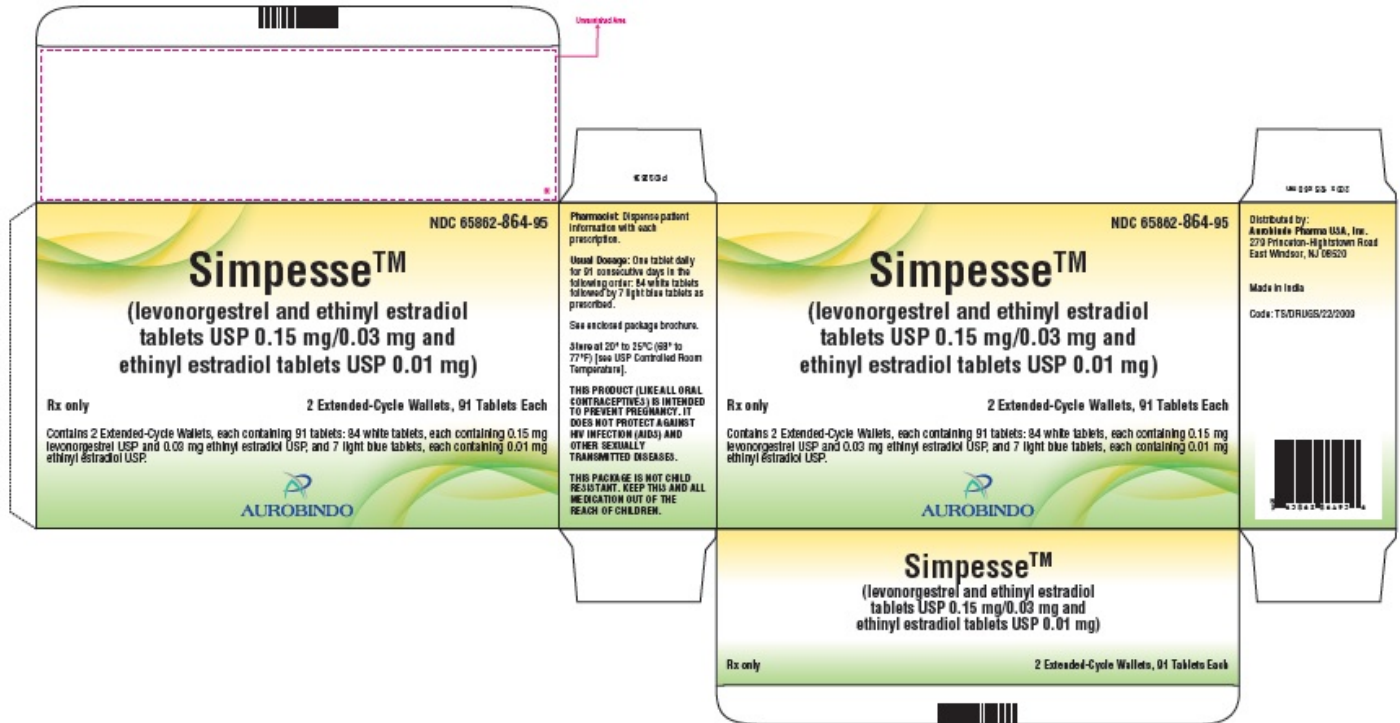 Unvarnished Area
NDC 65862-864-95
Simpesse™
(levonorgestrel and ethinyl estradiol
tablets USP 0.15 mg/0.03 mg and
ethinyl estradiol tablets USP 0.01 mg)
Rx only
2 Extended-Cycle Wallets, 91 Tablets Each
Contains 2 Extended-Cycle Wallets, each containing 91 tablets: 84 white tablets, each containing 0.15 mg
levonorgestrel USP and 0.03 mg ethinyl estradiol USP, and 7 light blue tablets, each containing 0.01 mg
ethinyl estradiol USP.
AUROBINDO
Pharmacist: Dispense patient
information with each
prescription.
Usual Dosage: One tablet daily
for 91 consecutive days in the
following order: 84 white tablets
followed by 7 light blue tablets as
prescribed.
See enclosed package brochure.
Store at 20° to 25°C (68° to
77°F) [see USP Controlled Room
Temperature].
THIS PRODUCT (LIKE ALL ORAL
CONTRACEPTIVES) IS INTENDED
TO PREVENT PREGNANCY. IT
DOES NOT PROTECT AGAINST
HIV INFECTION (AIDS) AND
OTHER SEXUALLY
TRANSMITTED DISEASES.
THIS PACKAGE IS NOT CHILD
RESISTANT. KEEP THIS AND ALL
MEDICATION OUT OF THE
REACH OF CHILDREN.
NDC 65862-864-95
Simpesse™
(levonorgestrel and ethinyl estradiol
tablets USP 0.15 mg/0.03 mg and
ethinyl estradiol tablets USP 0.01 mg)
Rx only
2 Extended-Cycle Wallets, 91 Tablets Each
Contains 2 Extended-Cycle Wallets, each containing 91 tablets: 84 white tablets, each containing 0.15 mg
levonorgestrel USP and 0.03 mg ethinyl estradiol USP, and 7 light blue tablets, each containing 0.01 mg
ethinyl estradiol USP.
AUROBINDO
Distributed by:
Aurobindo Pharma USA, Inc.
279 Princeton-Hightstown Road
East Windsor, NJ 08520
Made in India
Code: TS/DRUGS/22/2009
Simpesse™
(levonorgestrel and ethinyl estradiol
tablets USP 0.15 mg/0.03 mg and
ethinyl estradiol tablets USP 0.01 mg)
Rx only
2 Extended-Cycle Wallets, 91 Tablets Each